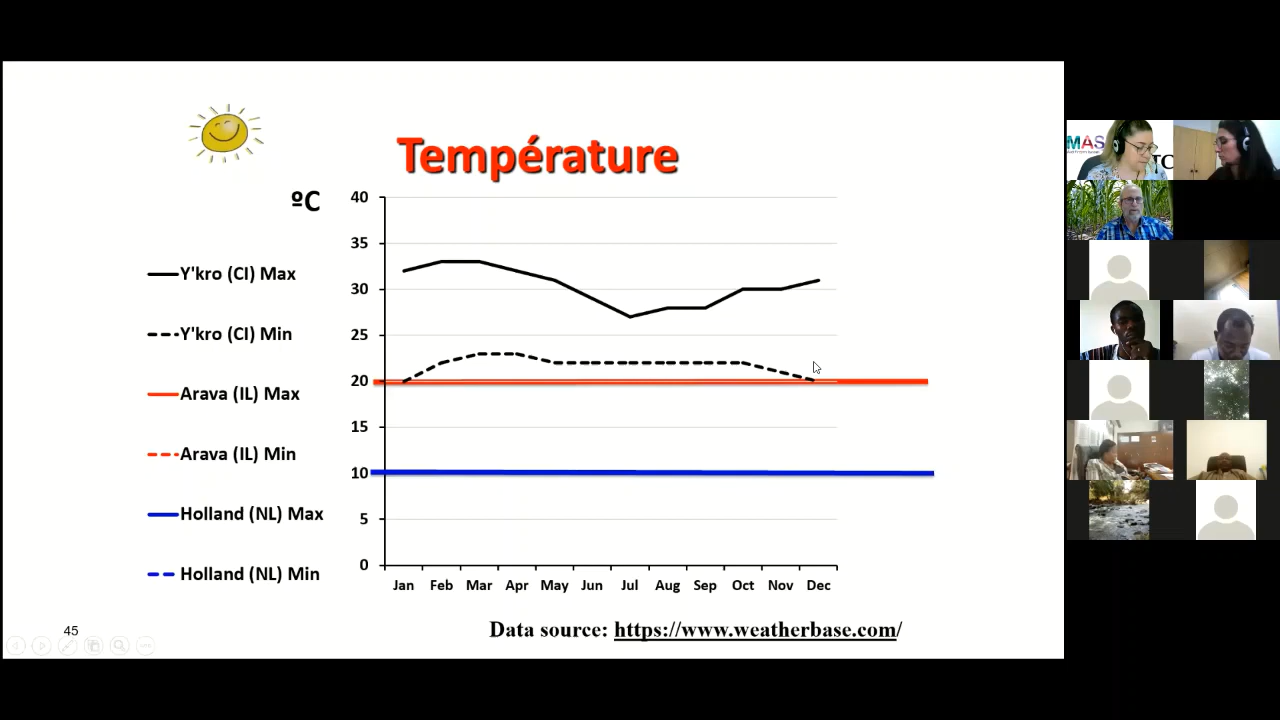 Température
ºC
40
35
30
25
20
15
10
5
0
Y'kro (CI) Max
Y'kro (CI) Min
Arava (IL) Max
Arava (IL) Min
Holland (NL) Max
Holland (NL) Min
Jan Feb Mar Apr May Jun Jul Aug Sep Oct Nov Dec
Data source: https://www.weatherbase.com/
45
MAS